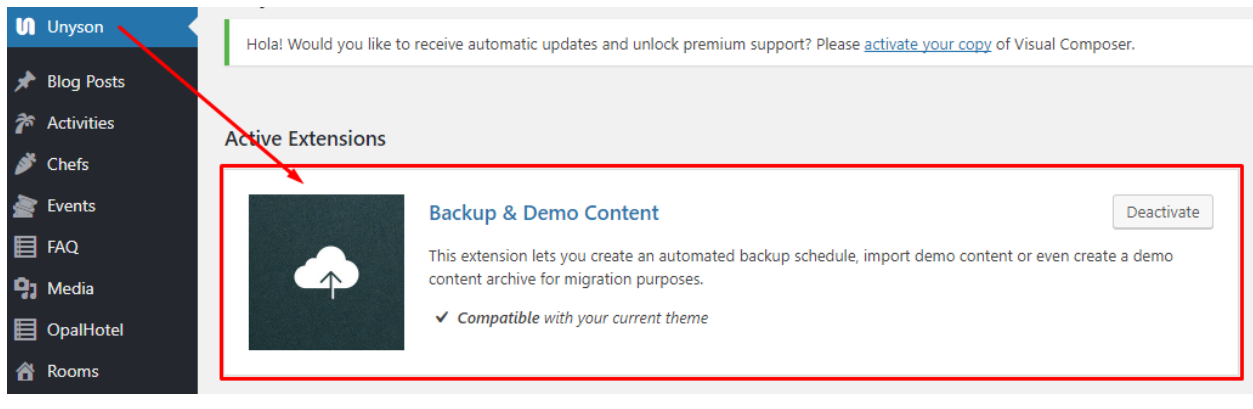 Unyson
Blog Posts
Activities
Chefs
Events
FAQ
Media
OpalHotel
Rooms
Hola! Would you like to receive automatic updates and unlock premium support? Please activate your copy of Visual Composer.
Active Extensions
Backup & Demo Content
Deactivate
This extension lets you create an automated backup schedule, import demo content or even create a demo
content archive for migration purposes.
✔ Compatible with your current theme